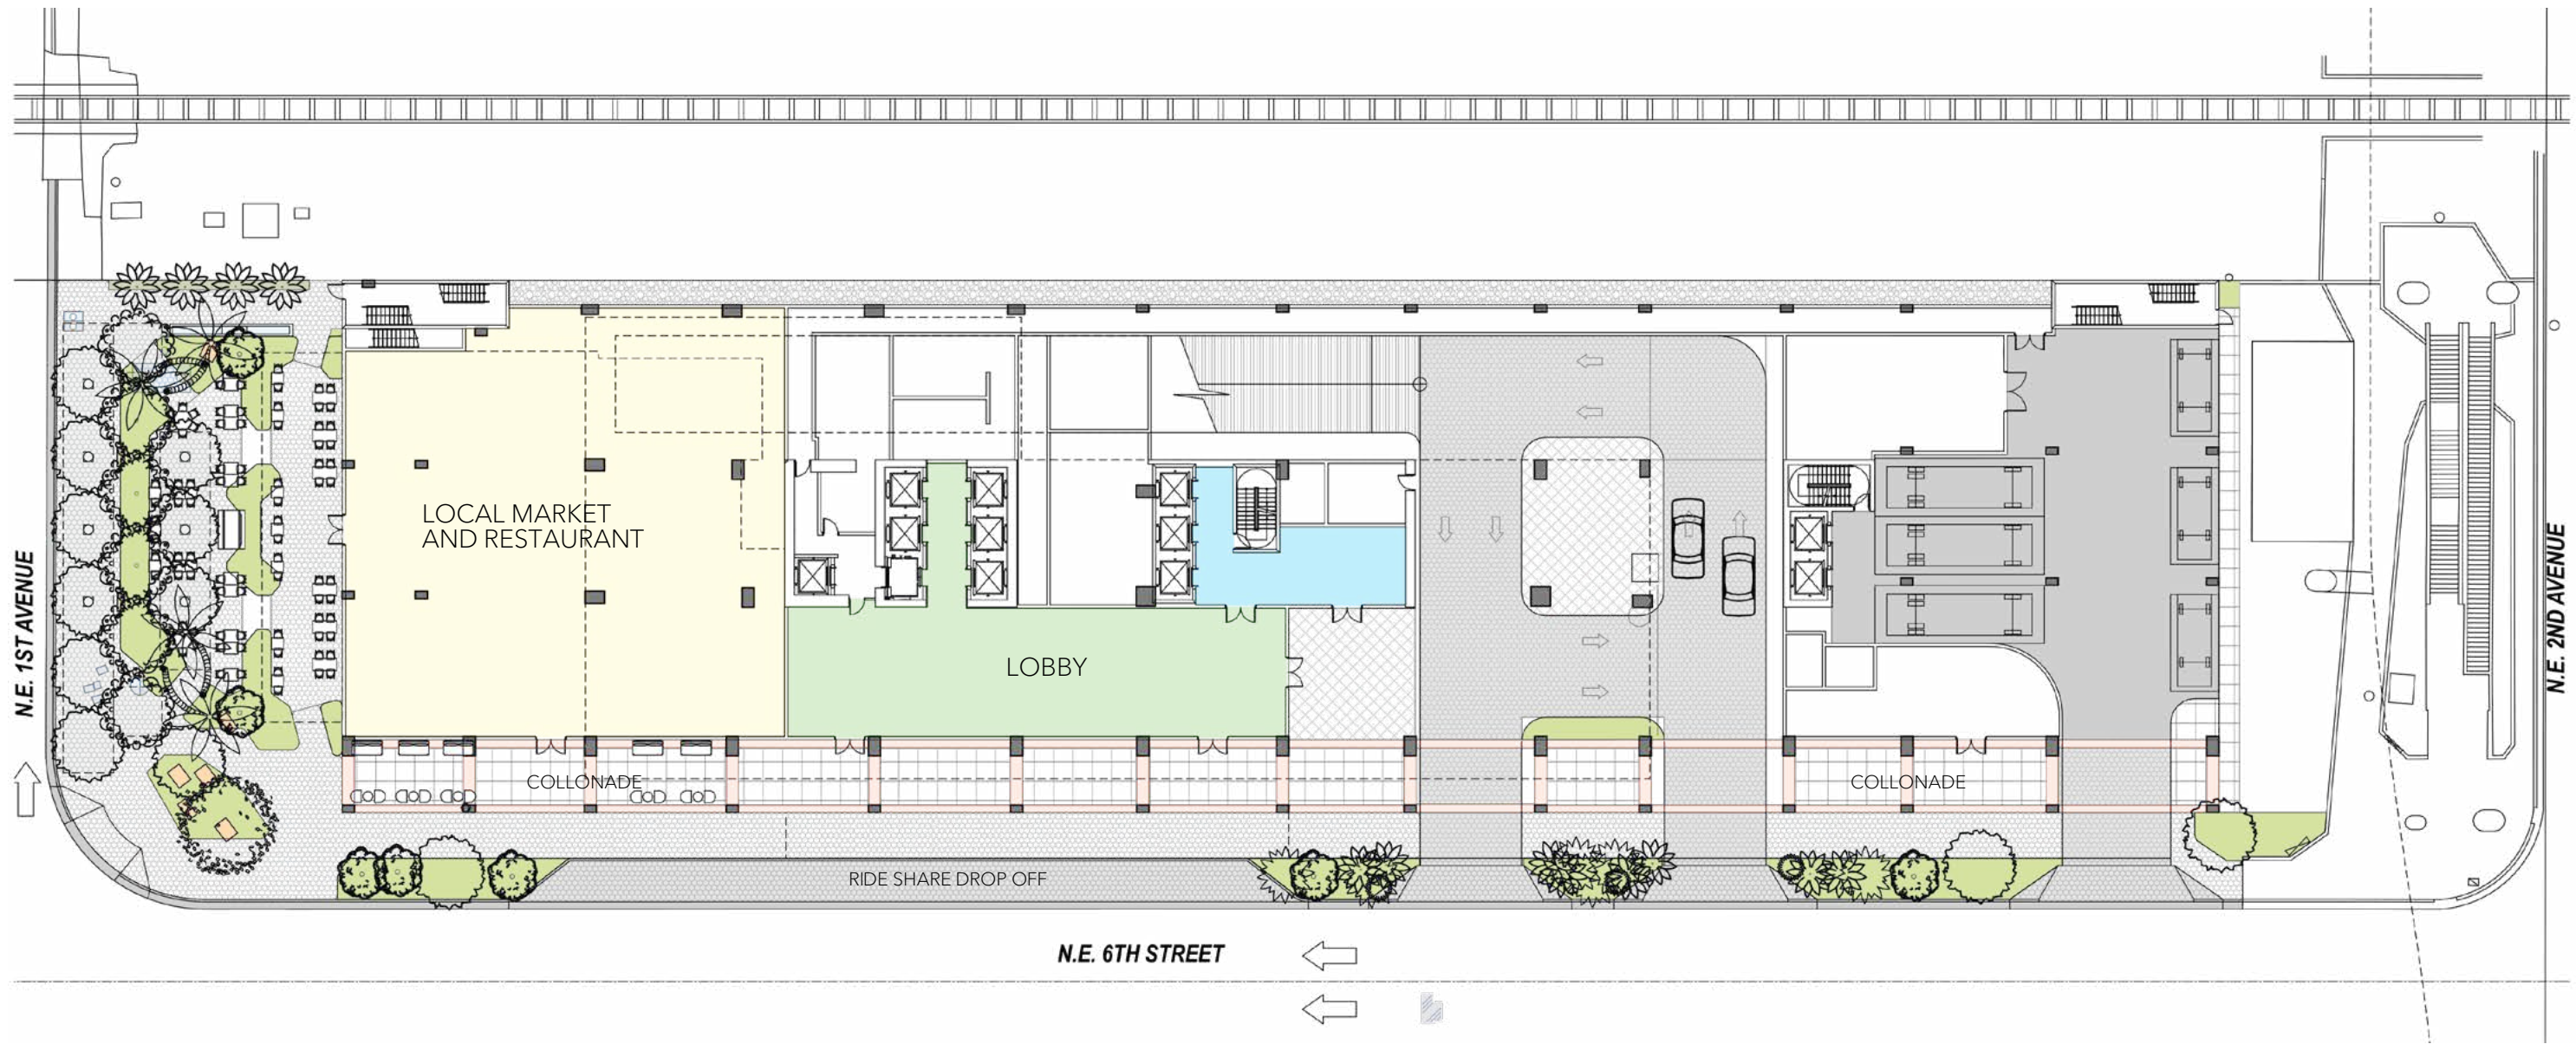 LOCAL MARKET
AND RESTAURANT
LOBBY
COLLONADE
COLLONADE
RIDE SHARE DROP OFF
N.E. 1ST AVENUE
N.E. 2ND AVENUE
N.E. 6TH STREET